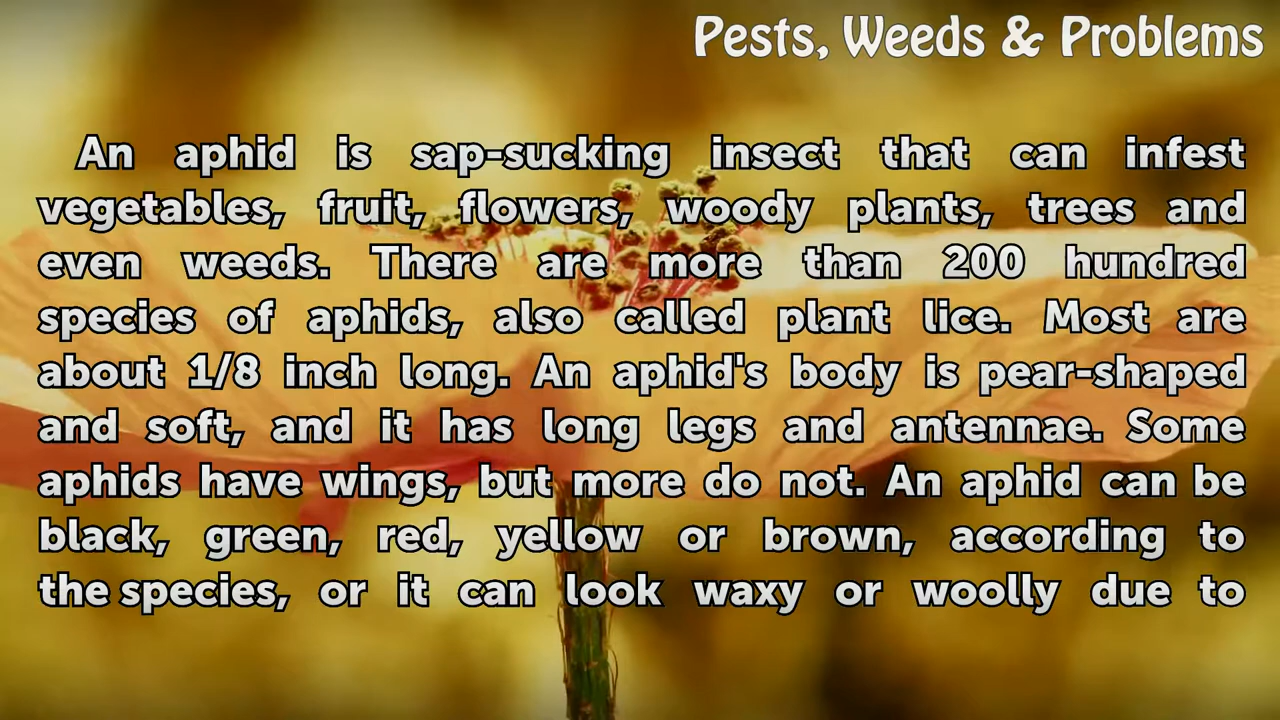 Pests, Weeds & Problems
An aphid is sap-sucking insect that can infest
vegetables, fruit, flowers, woody plants, trees and
even weeds. There are more than 200 hundred
species of aphids, also called plant lice. Most are
about 1/8 inch long. An aphid's body is pear-shaped
and soft, and it has long legs and antennae. Some
aphids have wings, but more do not. An aphid can be
black, green, red, yellow or brown, according to
the species, or it can look waxy or woolly due to